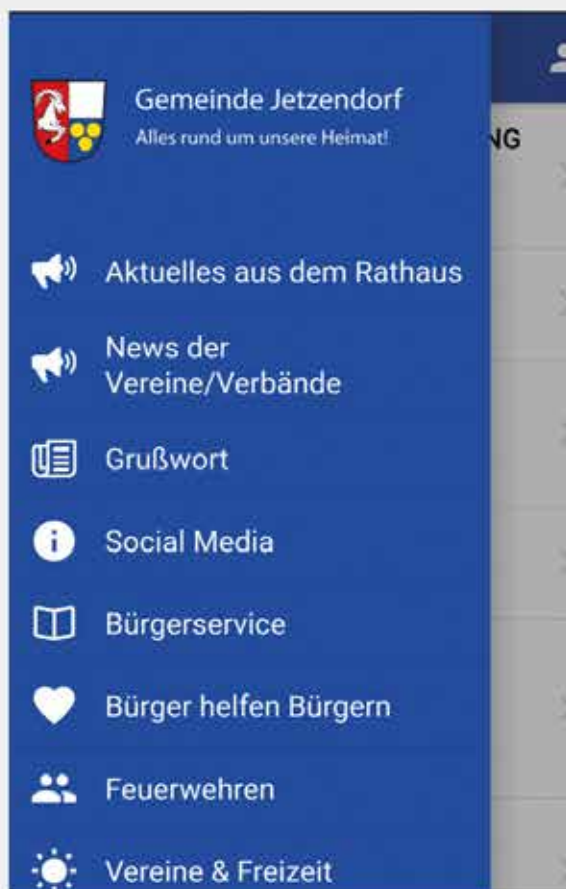 Gemeinde Jetzendorf
Alles rund um unsere Heimat!
NG
Aktuelles aus dem Rathaus
News der
Vereine/Verbände
Grußwort
Social Media
Bürgerservice
Bürger helfen Bürgern
Feuerwehren
Vereine & Freizeit